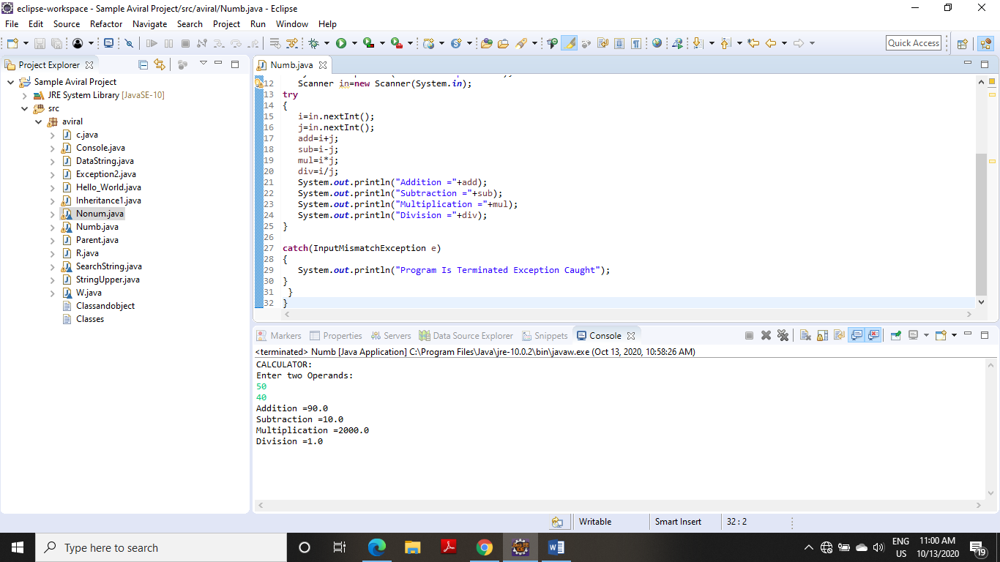 eclipse-workspace - Sample Aviral Project/src/aviral/Numb.java - Eclipse
File Edit Source Refactor Navigate Search Project Run Window Help
Quick Access
Project Explorer
Sample Aviral Project
JRE System Library [JavaSE-10]
src
aviral
c.java
Console.java
DataString.java
Exception2.java
Hello_World.java
Inheritance1.java
Nonum.java
Numb.java
Parent.java
R.java
SearchString.java
StringUpper.java
W.java
Classandobject
Classes
Numb.java
12 Scanner in=new Scanner(System.in);
13 try
14 {
15 i=in.nextInt();
16 j=in.nextInt();
17 add=i+j;
18 sub=i-j;
19 mul=i*j;
20 div=i/j;
21 System.out.println("Addition ="+add);
22 System.out.println("Subtraction ="+sub);
23 System.out.println("Multiplication ="+mul);
24 System.out.println("Division ="+div);
25 }
26
27 catch(InputMismatchException e)
28 {
29 System.out.println("Program Is Terminated Exception Caught");
30 }
31 }
32 }
Markers Properties Servers Data Source Explorer Snippets Console
<terminated> Numb [Java Application] C:\Program Files\Java\jre-10.0.2\bin\javaw.exe (Oct 13, 2020, 10:58:26 AM)
CALCULATOR:
Enter two Operands:
50
40
Addition =90.0
Subtraction =10.0
Multiplication =2000.0
Division =1.0
Writable Smart Insert 32 : 2
Type here to search
ENG
US
11:00 AM
10/13/2020
19